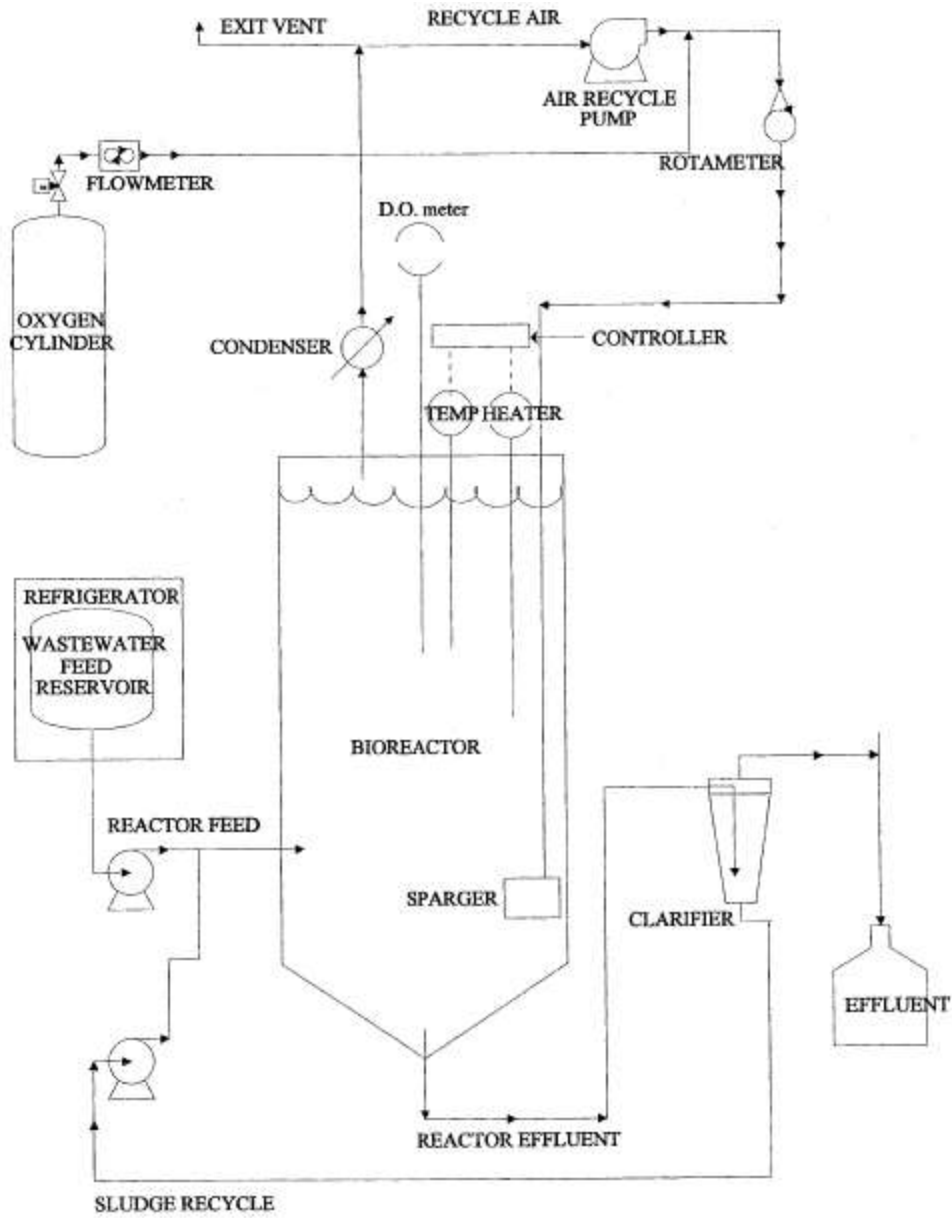 RECYCLE AIR
EXIT VENT
AIR RECYCLE
PUMP
ROTAMETER
FLOWMETER
D.O. meter
OXYGEN
CYLINDER
CONDENSER
CONTROLLER
TEMP
HEATER
REFRIGERATOR
WASTEWATER
FEED
RESERVOIR
BIOREACTOR
REACTOR FEED
SPARGER
CLARIFIER
EFFLUENT
REACTOR EFFLUENT
SLUDGE RECYCLE